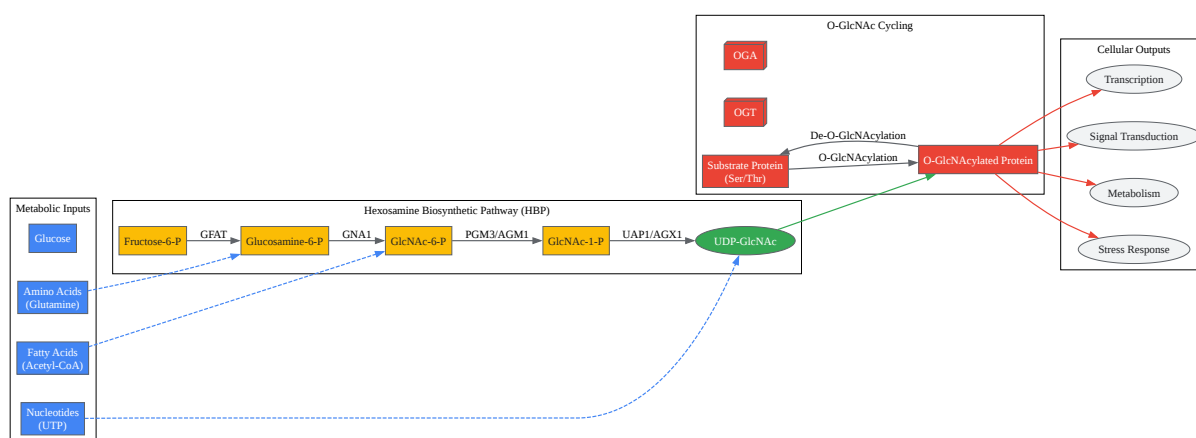 Metabolic Inputs
Glucose
Amino Acids
(Glutamine)
Fatty Acids
(Acetyl-CoA)
Nucleotides
(UTP)
Hexosamine Biosynthetic Pathway (HBP)
Fructose-6-P
GFAT
Glucosamine-6-P
GNA1
GlcNAc-6-P
PGM3/AGM1
GlcNAc-1-P
UAP1/AGX1
UDP-GlcNAc
O-GlcNAc Cycling
OGA
OGT
De-O-GlcNAcylation
O-GlcNAcylation
Substrate Protein
(Ser/Thr)
O-GlcNAcylated Protein
Cellular Outputs
Transcription
Signal Transduction
Metabolism
Stress Response